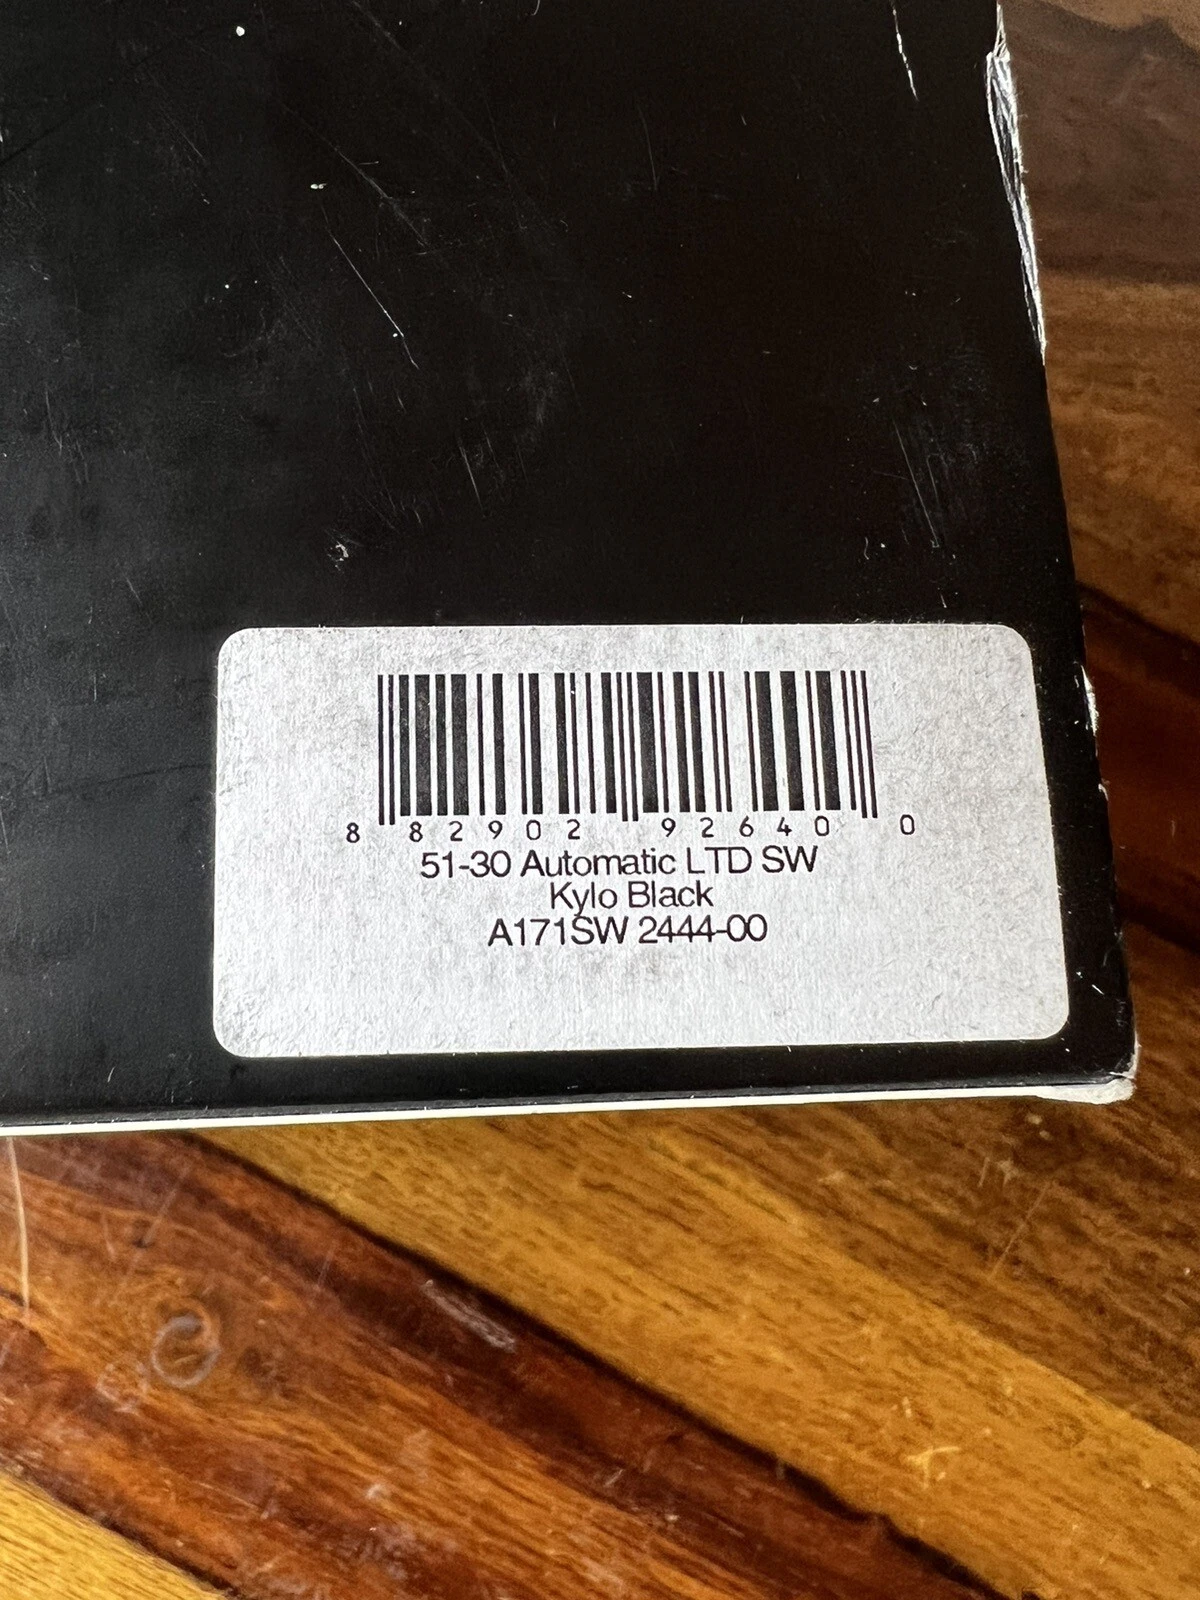 8 82902 92640 0
51-30 Automatic LTD SW
Kylo Black
A171SW 2444-00